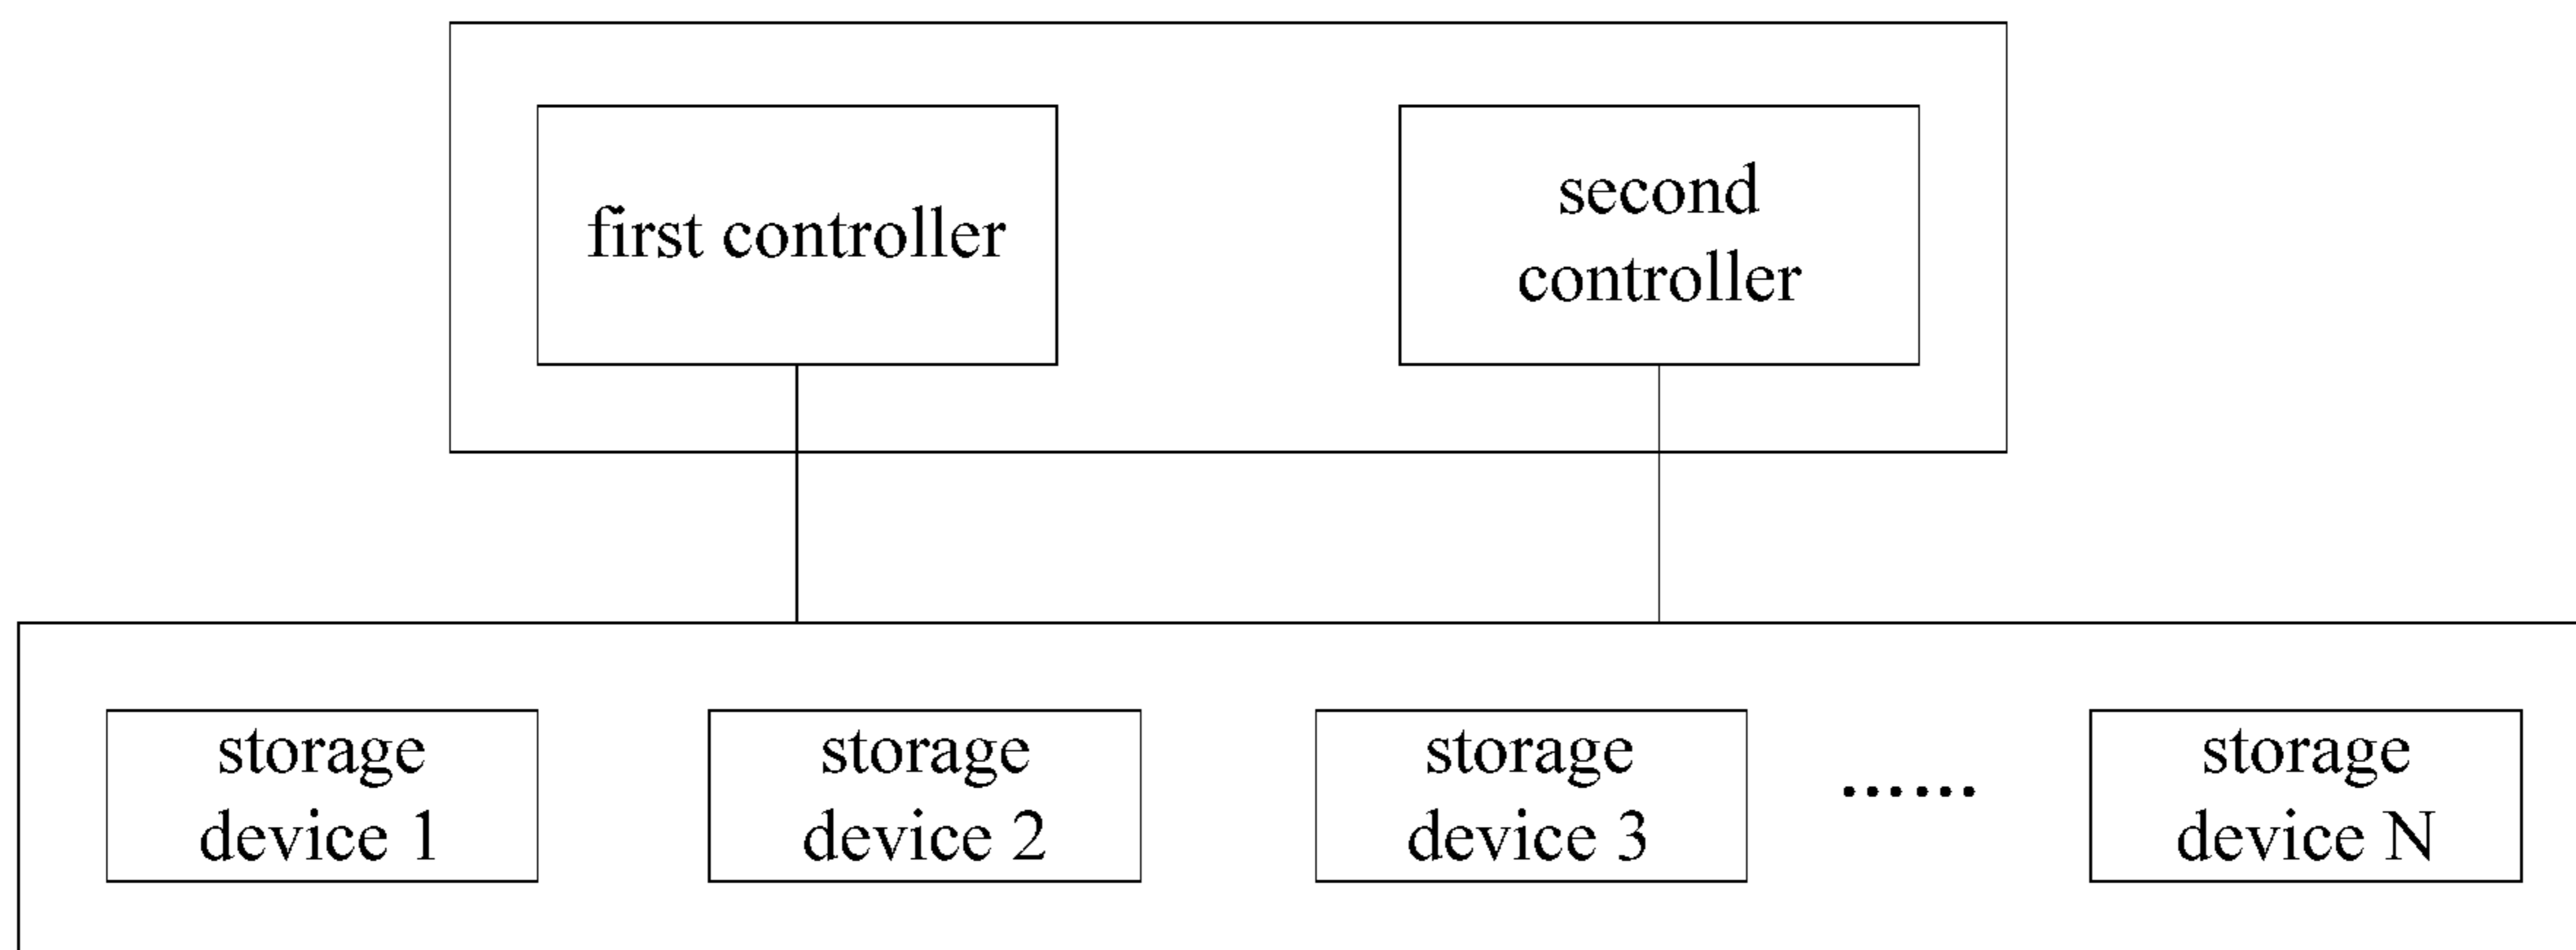 first controller
second
controller
storage
device 1
storage
device 2
storage
device 3
......
storage
device N